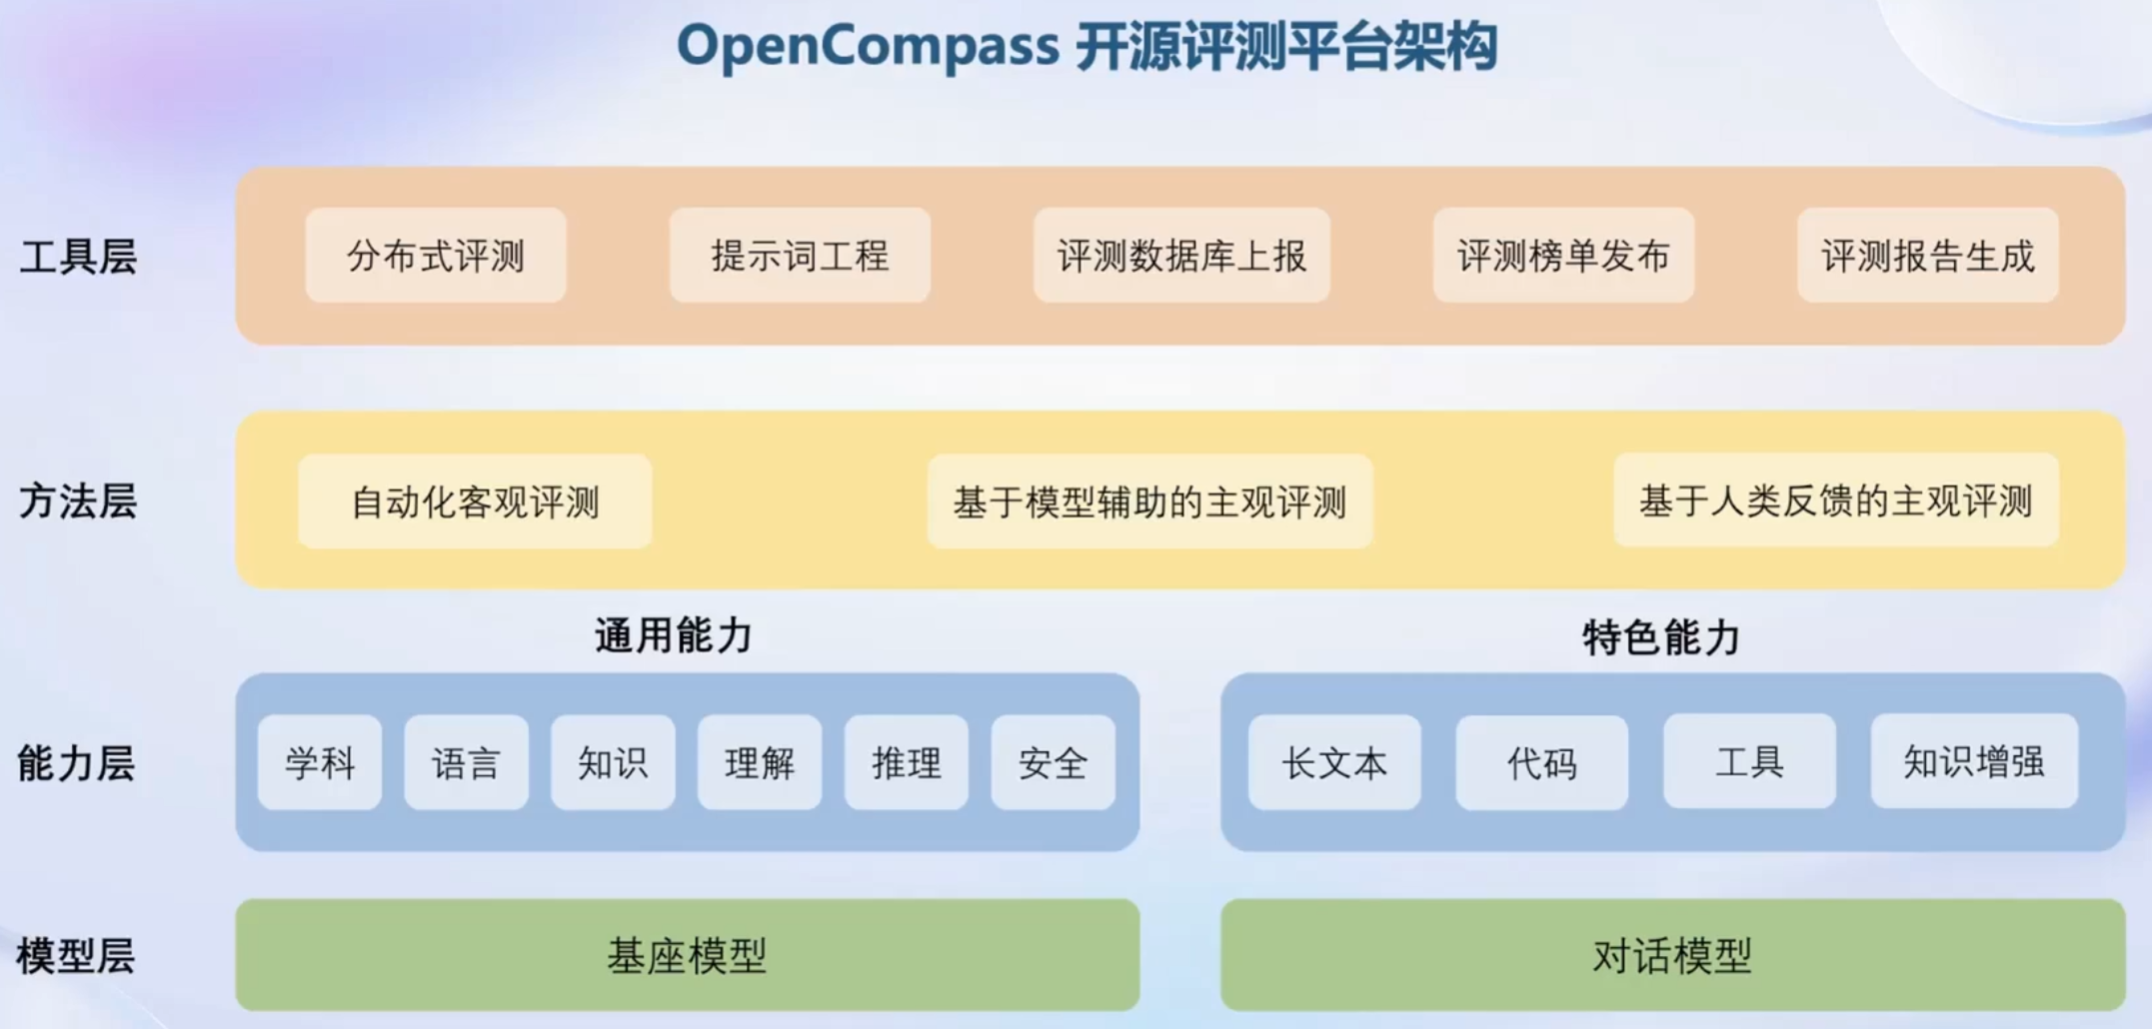 OpenCompass 开源评测平台架构
工具层
分布式评测
提示词工程
评测数据库上报
评测榜单发布
评测报告生成
方法层
自动化客观评测
基于模型辅助的主观评测
基于人类反馈的主观评测
通用能力
特色能力
能力层
学科
语言
知识
理解
推理
安全
长文本
代码
工具
知识增强
模型层
基座模型
对话模型